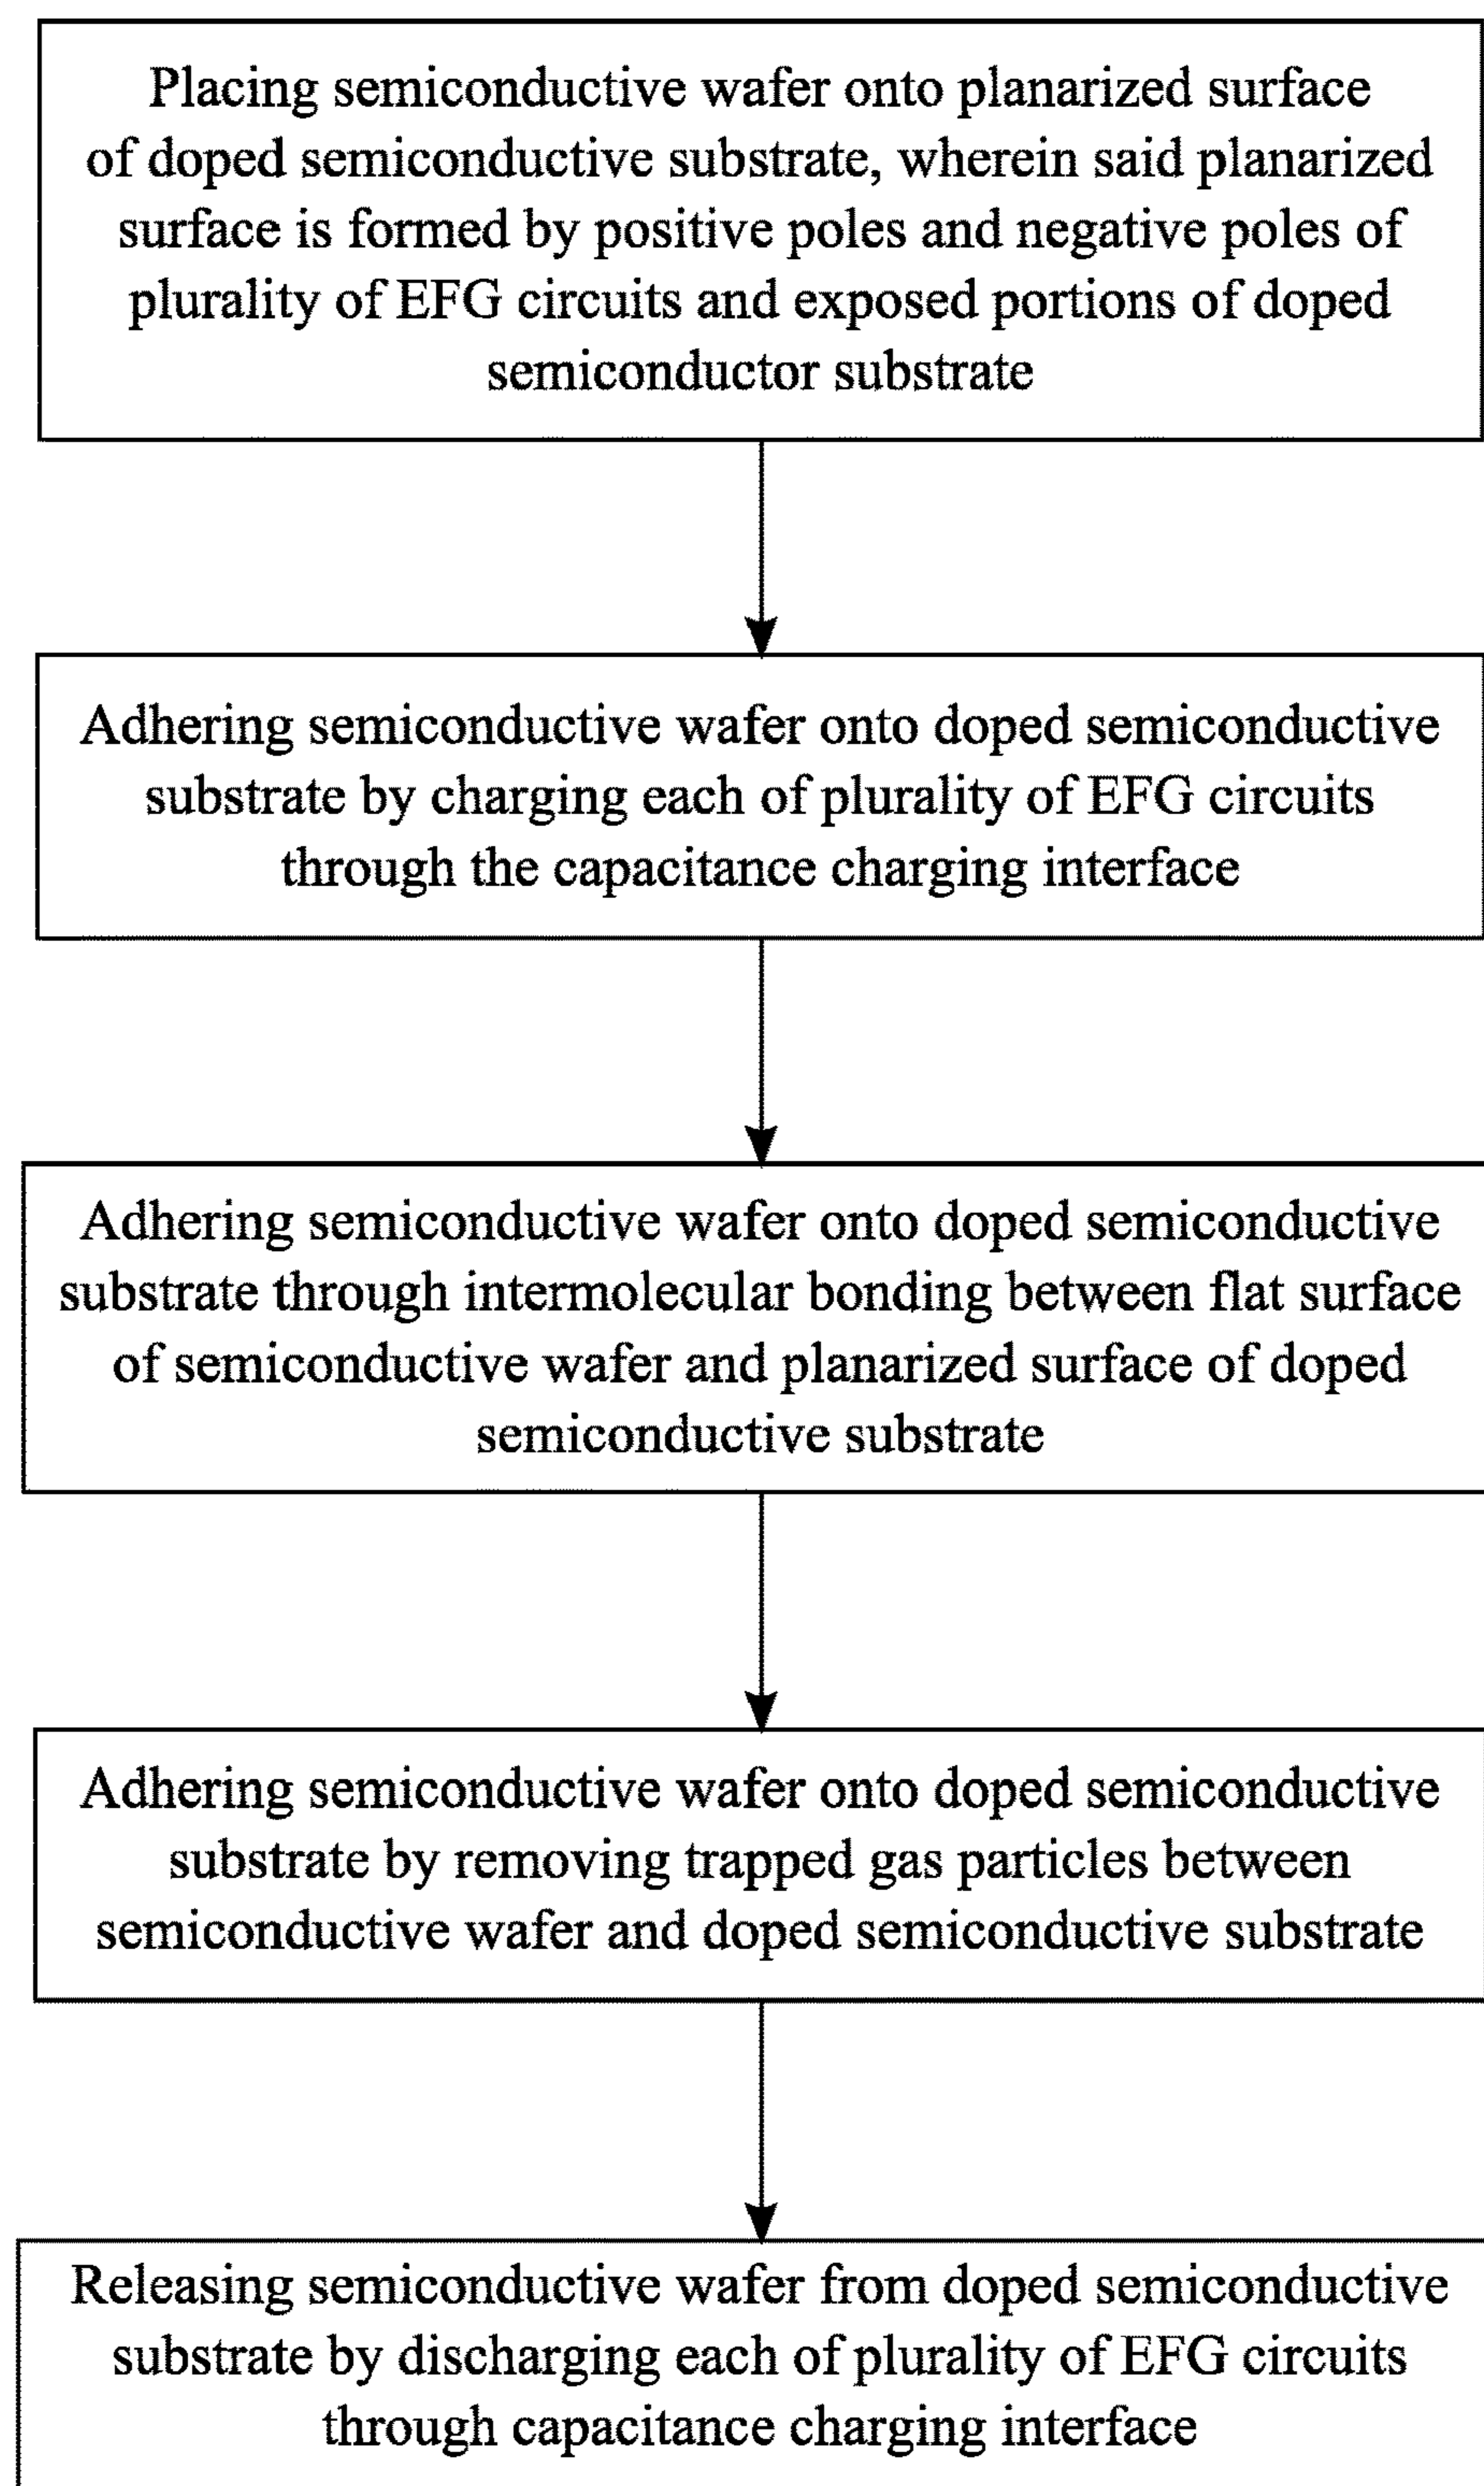 Placing semiconductive wafer onto planarized surface
of doped semiconductive substrate, wherein said planarized
surface is formed by positive poles and negative poles of
plurality of EFG circuits and exposed portions of doped
semiconductor substrate
Adhering semiconductive wafer onto doped semiconductive
substrate by charging each of plurality of EFG circuits
through the capacitance charging interface
Adhering semiconductive wafer onto doped semiconductive
substrate through intermolecular bonding between flat surface
of semiconductive wafer and planarized surface of doped
semiconductive substrate
Adhering semiconductive wafer onto doped semiconductive
substrate by removing trapped gas particles between
semiconductive wafer and doped semiconductive substrate
Releasing semiconductive wafer from doped semiconductive
substrate by discharging each of plurality of EFG circuits
through capacitance charging interface